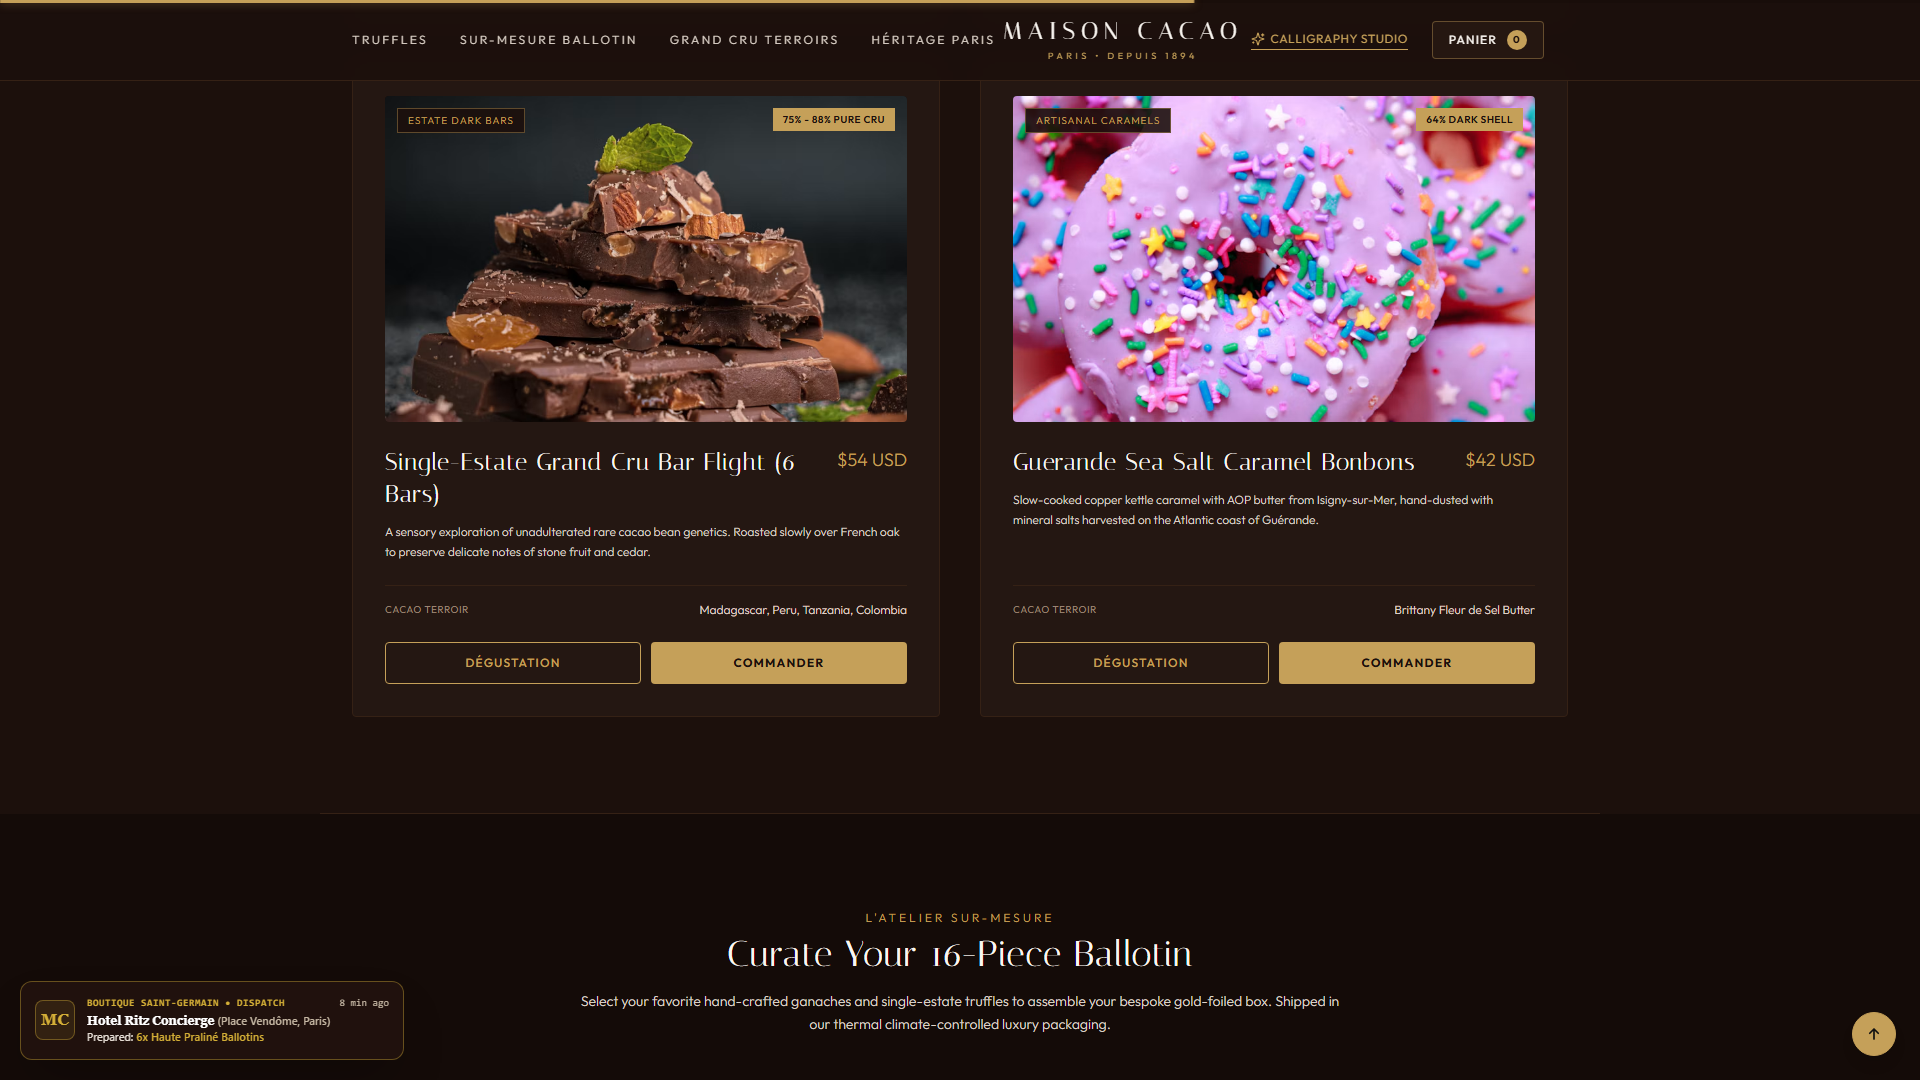 TRUFFLES
SUR-MESURE BALLOTIN
GRAND CRU TERROIRS
HÉRITAGE PARIS
MAISON CACAO
PARIS • DEPUIS 1894
CALLIGRAPHY STUDIO
PANIER 0
ESTATE DARK BARS
75% - 88% PURE CRU
Single-Estate Grand Cru Bar Flight (6
Bars)
$54 USD
A sensory exploration of unadulterated rare cacao bean genetics. Roasted slowly over French oak
to preserve delicate notes of stone fruit and cedar.
CACAO TERROIR
Madagascar, Peru, Tanzania, Colombia
DÉGUSTATION
COMMANDER
ARTISANAL CARAMELS
64% DARK SHELL
Guerande Sea Salt Caramel Bonbons
$42 USD
Slow-cooked copper kettle caramel with AOP butter from Isigny-sur-Mer, hand-dusted with
mineral salts harvested on the Atlantic coast of Guérande.
CACAO TERROIR
Brittany Fleur de Sel Butter
DÉGUSTATION
COMMANDER
L'ATELIER SUR-MESURE
Curate Your 16-Piece Ballotin
Select your favorite hand-crafted ganaches and single-estate truffles to assemble your bespoke gold-foiled box. Shipped in
our thermal climate-controlled luxury packaging.
MC
BOUTIQUE SAINT-GERMAIN • DISPATCH
8 min ago
Hotel Ritz Concierge (Place Vendôme, Paris)
Prepared: 6x Haute Praliné Ballotins